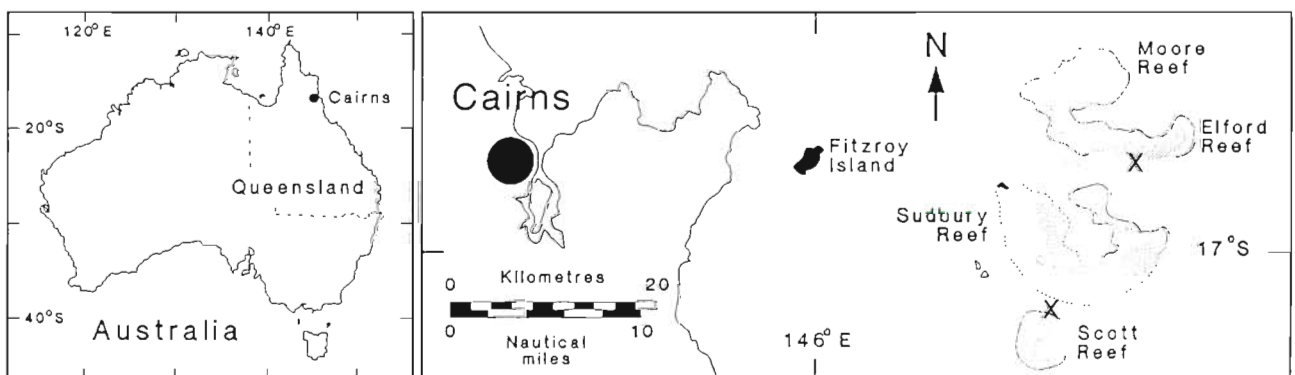 120°E
140°E
Cairns
20°S
Queensland
40°S
Australia
Cairns
N
Moore
Reef
Elford
Reef
X
Fitzroy
Island
Sudbury
Reef
17°S
Kilometres
0
20
0
10
Nautical
miles
146°E
X
Scott
Reef